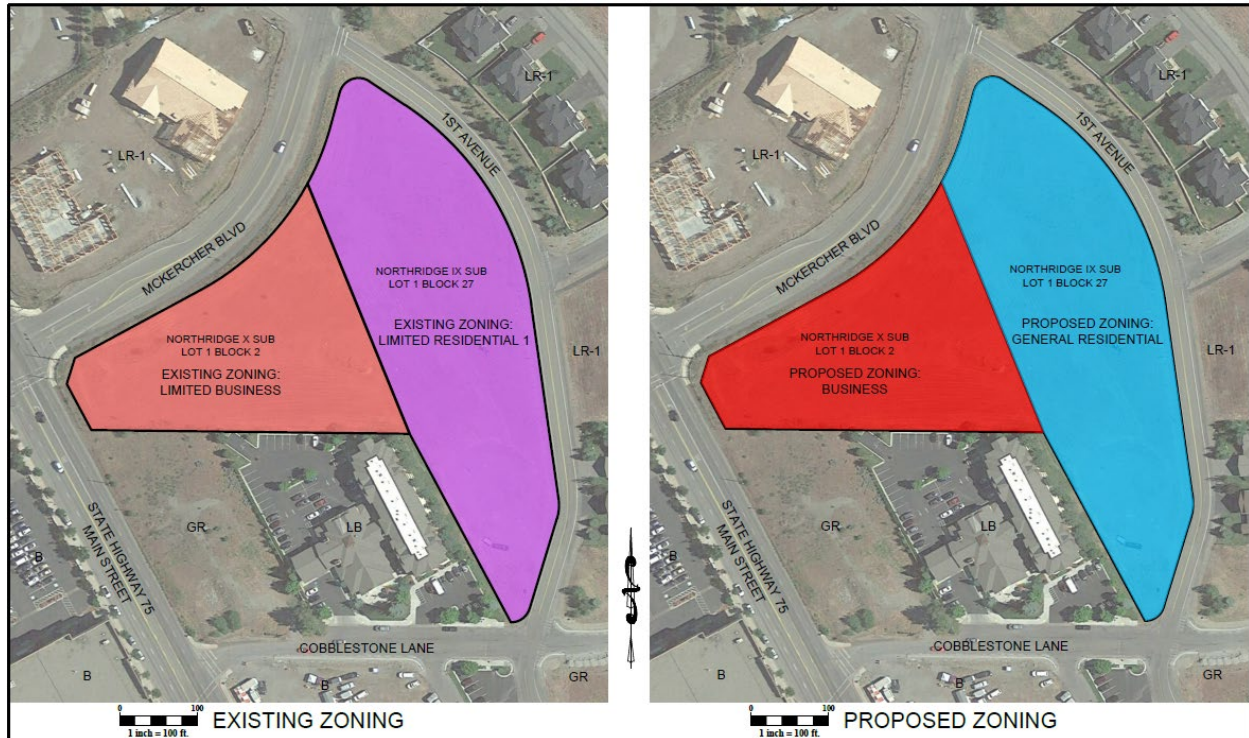 LR-1
1ST AVENUE
LR-1
MCKERCHER BLVD
NORTHRIDGE IX SUB
LOT 1 BLOCK 27
EXISTING ZONING:
LIMITED RESIDENTIAL 1
NORTHRIDGE X SUB
LOT 1 BLOCK 2
EXISTING ZONING:
LIMITED BUSINESS
LR-1
GR
LB
B
STATE HIGHWAY 75
MAIN STREET
COBBLESTONE LANE
B
B
GR
0
100
1 inch = 100 ft.
EXISTING ZONING
LR-1
1ST AVENUE
LR-1
MCKERCHER BLVD
NORTHRIDGE IX SUB
LOT 1 BLOCK 27
PROPOSED ZONING:
GENERAL RESIDENTIAL
NORTHRIDGE X SUB
LOT 1 BLOCK 2
PROPOSED ZONING:
BUSINESS
LR-1
GR
LB
B
STATE HIGHWAY 75
MAIN STREET
COBBLESTONE LANE
B
B
GR
0
100
1 inch = 100 ft.
PROPOSED ZONING